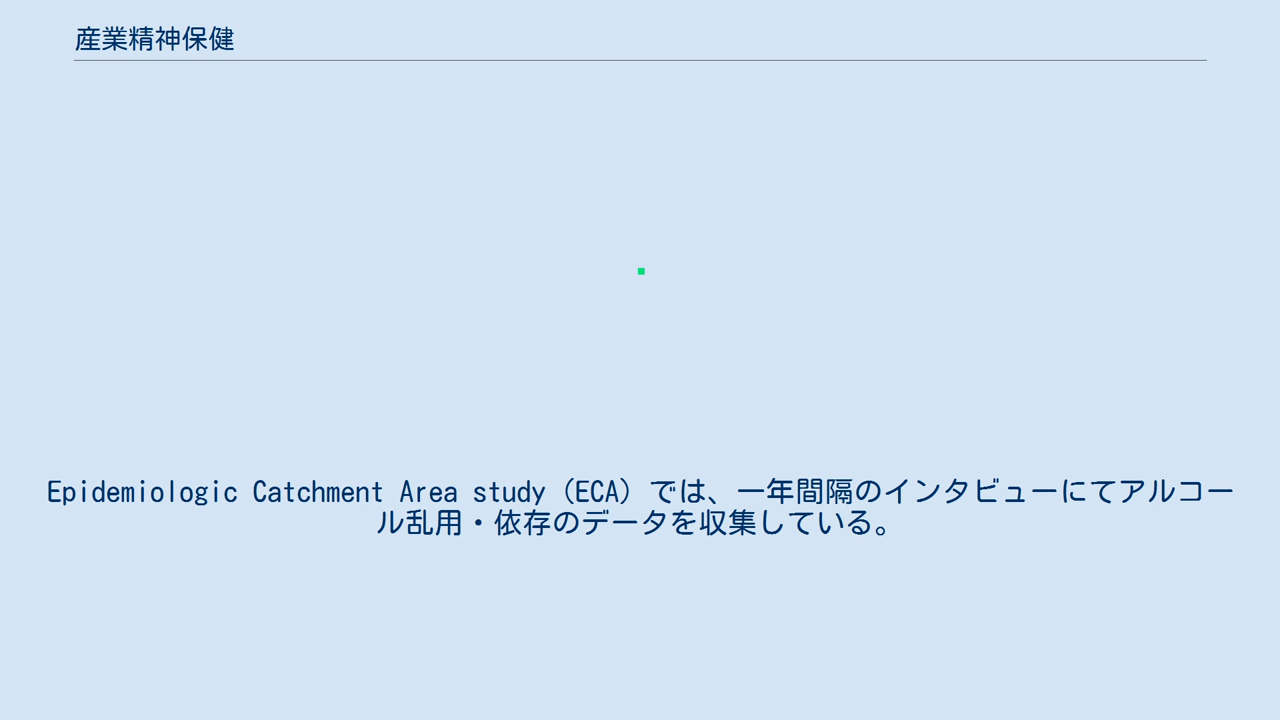 産業精神保健
Epidemiologic Catchment Area study（ECA）では、一年間隔のインタビューにてアルコー
ル乱用・依存のデータを収集している。